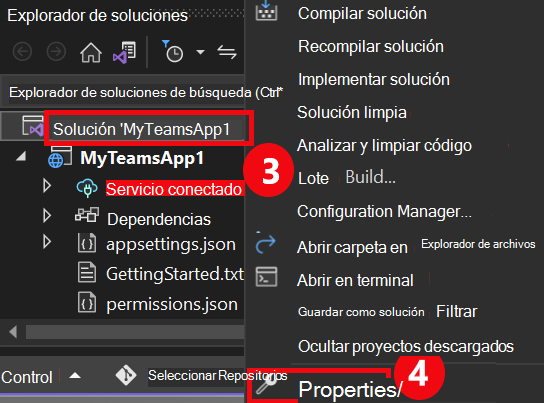 Explorador de soluciones
Explorador de soluciones de búsqueda (Ctrl*
Solución 'MyTeamsApp1
MyTeamsApp1
Servicio conectado
Dependencias
appsettings.json
GettingStarted.txt
permissions.json
Control
Seleccionar Repositorios
3
Compilar solución
Recompilar solución
Implementar solución
Solución limpia
Analizar y limpiar código
Lote Build...
Configuration Manager...
Abrir carpeta en Explorador de archivos
Abrir en terminal
Guardar como solución Filtrar
Ocultar proyectos descargados
4
Properties/